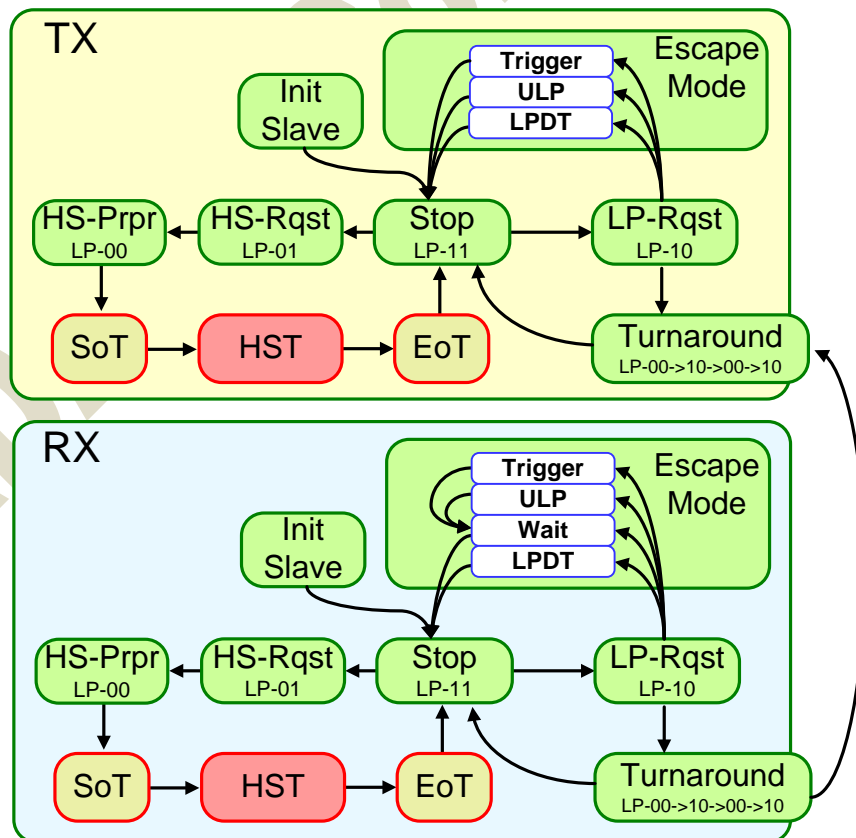 TX
Trigger
ULP
LPDT
Escape
Mode
Init
Slave
HS-Prpr
LP-00
HS-Rqst
LP-01
Stop
LP-11
LP-Rqst
LP-10
SoT
HST
EoT
Turnaround
LP-00->10->00->10
RX
Trigger
ULP
Wait
LPDT
Escape
Mode
Init
Slave
HS-Prpr
LP-00
HS-Rqst
LP-01
Stop
LP-11
LP-Rqst
LP-10
SoT
HST
EoT
Turnaround
LP-00->10->00->10